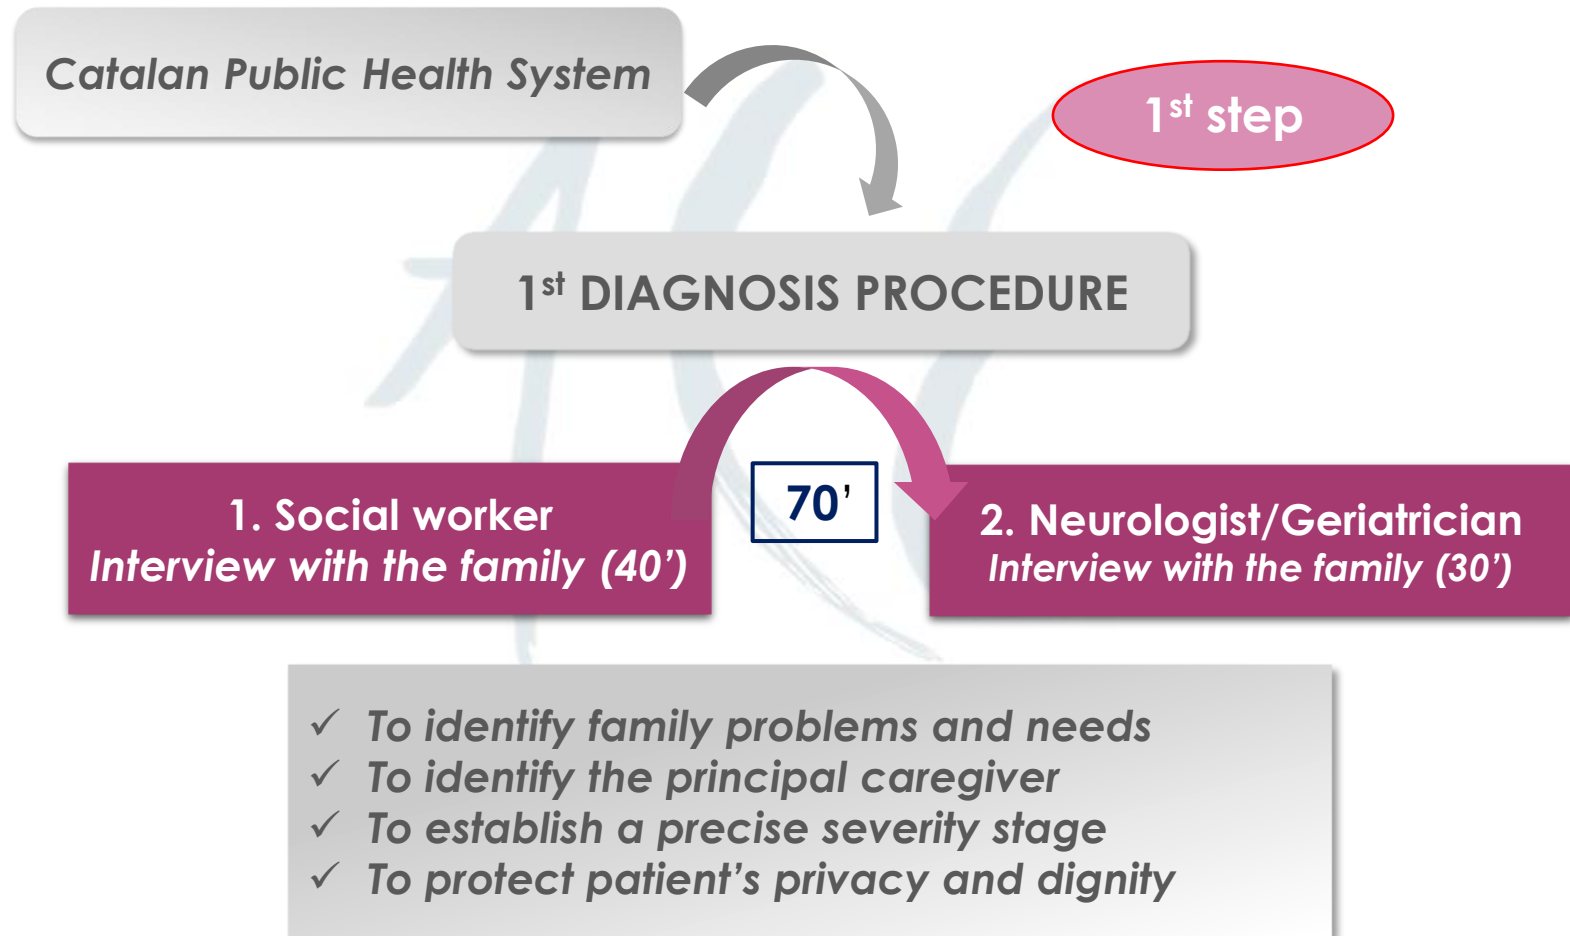 Catalan Public Health System
1st step
1st DIAGNOSIS PROCEDURE
1. Social worker
Interview with the family (40’)
70’
2. Neurologist/Geriatrician
Interview with the family (30’)
✓ To identify family problems and needs
✓ To identify the principal caregiver
✓ To establish a precise severity stage
✓ To protect patient’s privacy and dignity